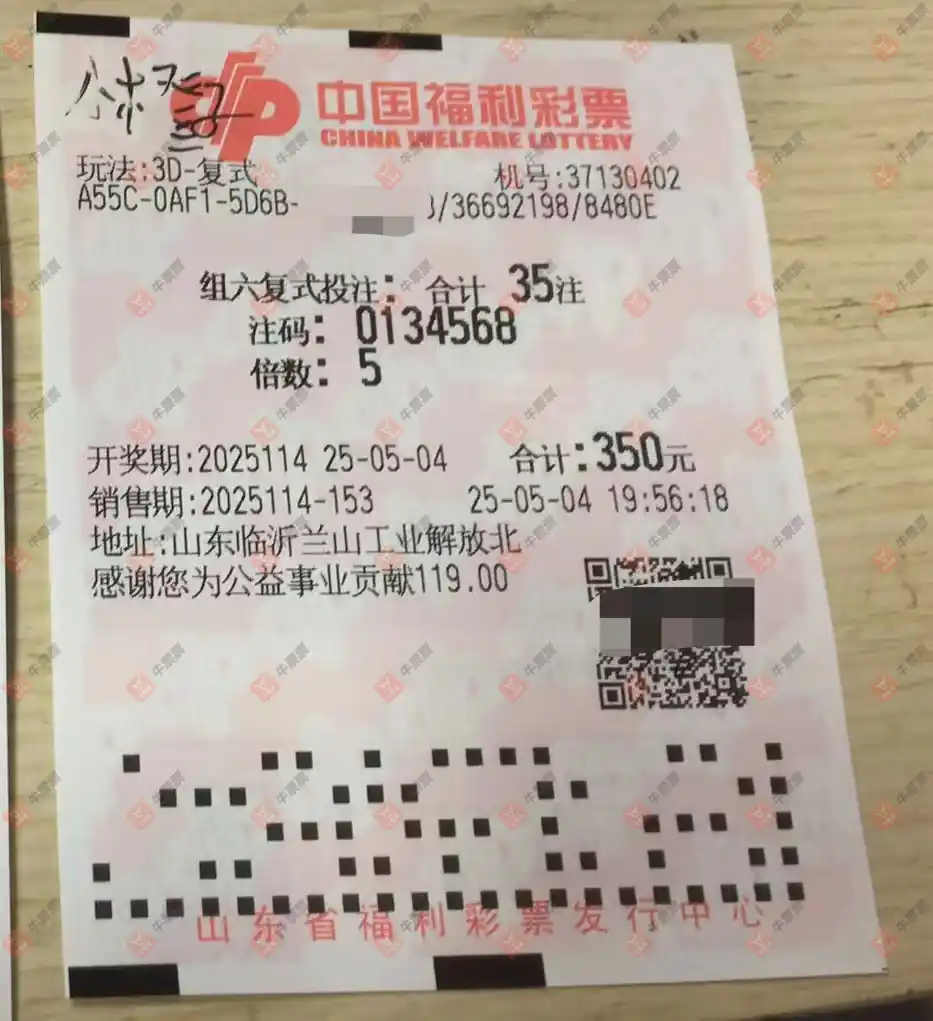 中国福利彩票
CHINA WELFARE LOTTERY
玩法:3D-复式 机号:37130402
A55C-0AF1-5D6B- /36692198/8480E
组六复式投注: 合计 35注
注码: 0134568
倍数: 5
开奖期:2025114 25-05-04 合计:350元
销售期:2025114-153 25-05-04 19:56:18
地址:山东临沂兰山工业解放北
感谢您为公益事业贡献119.00
山东省福利彩票发行中心
牛票票